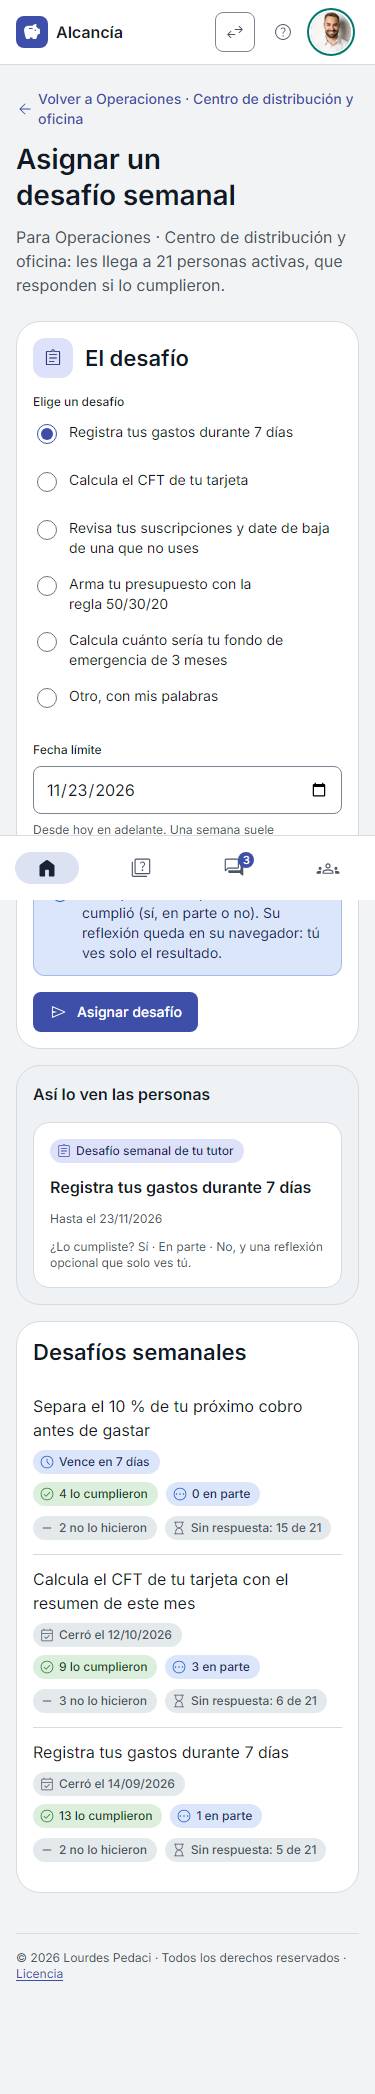 Alcancía
Volver a Operaciones · Centro de distribución y
oficina
Asignar un
desafío semanal
Para Operaciones · Centro de distribución y
oficina: les llega a 21 personas activas, que
responden si lo cumplieron.
El desafío
Elige un desafío
Registra tus gastos durante 7 días
Calcula el CFT de tu tarjeta
Revisa tus suscripciones y date de baja
de una que no uses
Arma tu presupuesto con la
regla 50/30/20
Calcula cuánto sería tu fondo de
emergencia de 3 meses
Otro, con mis palabras
Fecha límite
11/23/2026
Desde hoy en adelante. Una semana suele
3
cumplió (sí, en parte o no). Su
reflexión queda en su navegador: tú
ves solo el resultado.
Asignar desafío
Así lo ven las personas
Desafío semanal de tu tutor
Registra tus gastos durante 7 días
Hasta el 23/11/2026
¿Lo cumpliste? Sí · En parte · No, y una reflexión
opcional que solo ves tú.
Desafíos semanales
Separa el 10 % de tu próximo cobro
antes de gastar
Vence en 7 días
4 lo cumplieron 0 en parte
2 no lo hicieron Sin respuesta: 15 de 21
Calcula el CFT de tu tarjeta con el
resumen de este mes
Cerró el 12/10/2026
9 lo cumplieron 3 en parte
3 no lo hicieron Sin respuesta: 6 de 21
Registra tus gastos durante 7 días
Cerró el 14/09/2026
13 lo cumplieron 1 en parte
2 no lo hicieron Sin respuesta: 5 de 21
© 2026 Lourdes Pedaci · Todos los derechos reservados ·
Licencia